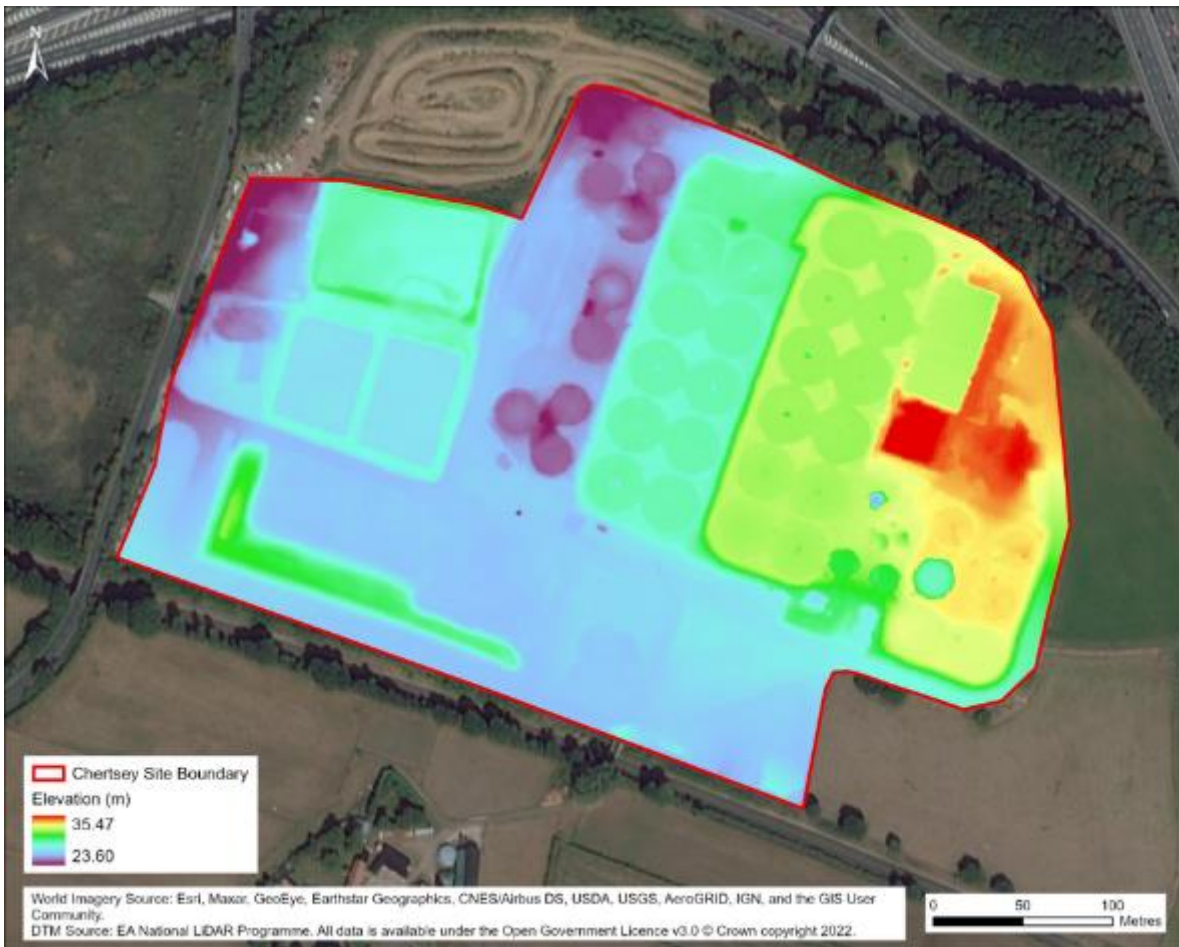 N
Chertsey Site Boundary
Elevation (m)
35.47
23.60
World Imagery Source: Esri, Maxar, GeoEye, Earthstar Geographics, CNES/Airbus DS, USDA, USGS, AeroGRID, IGN, and the GIS User
Community.
DTM Source: EA National LiDAR Programme. All data is available under the Open Government Licence v3.0 © Crown copyright 2022.
0 50 100
Metres